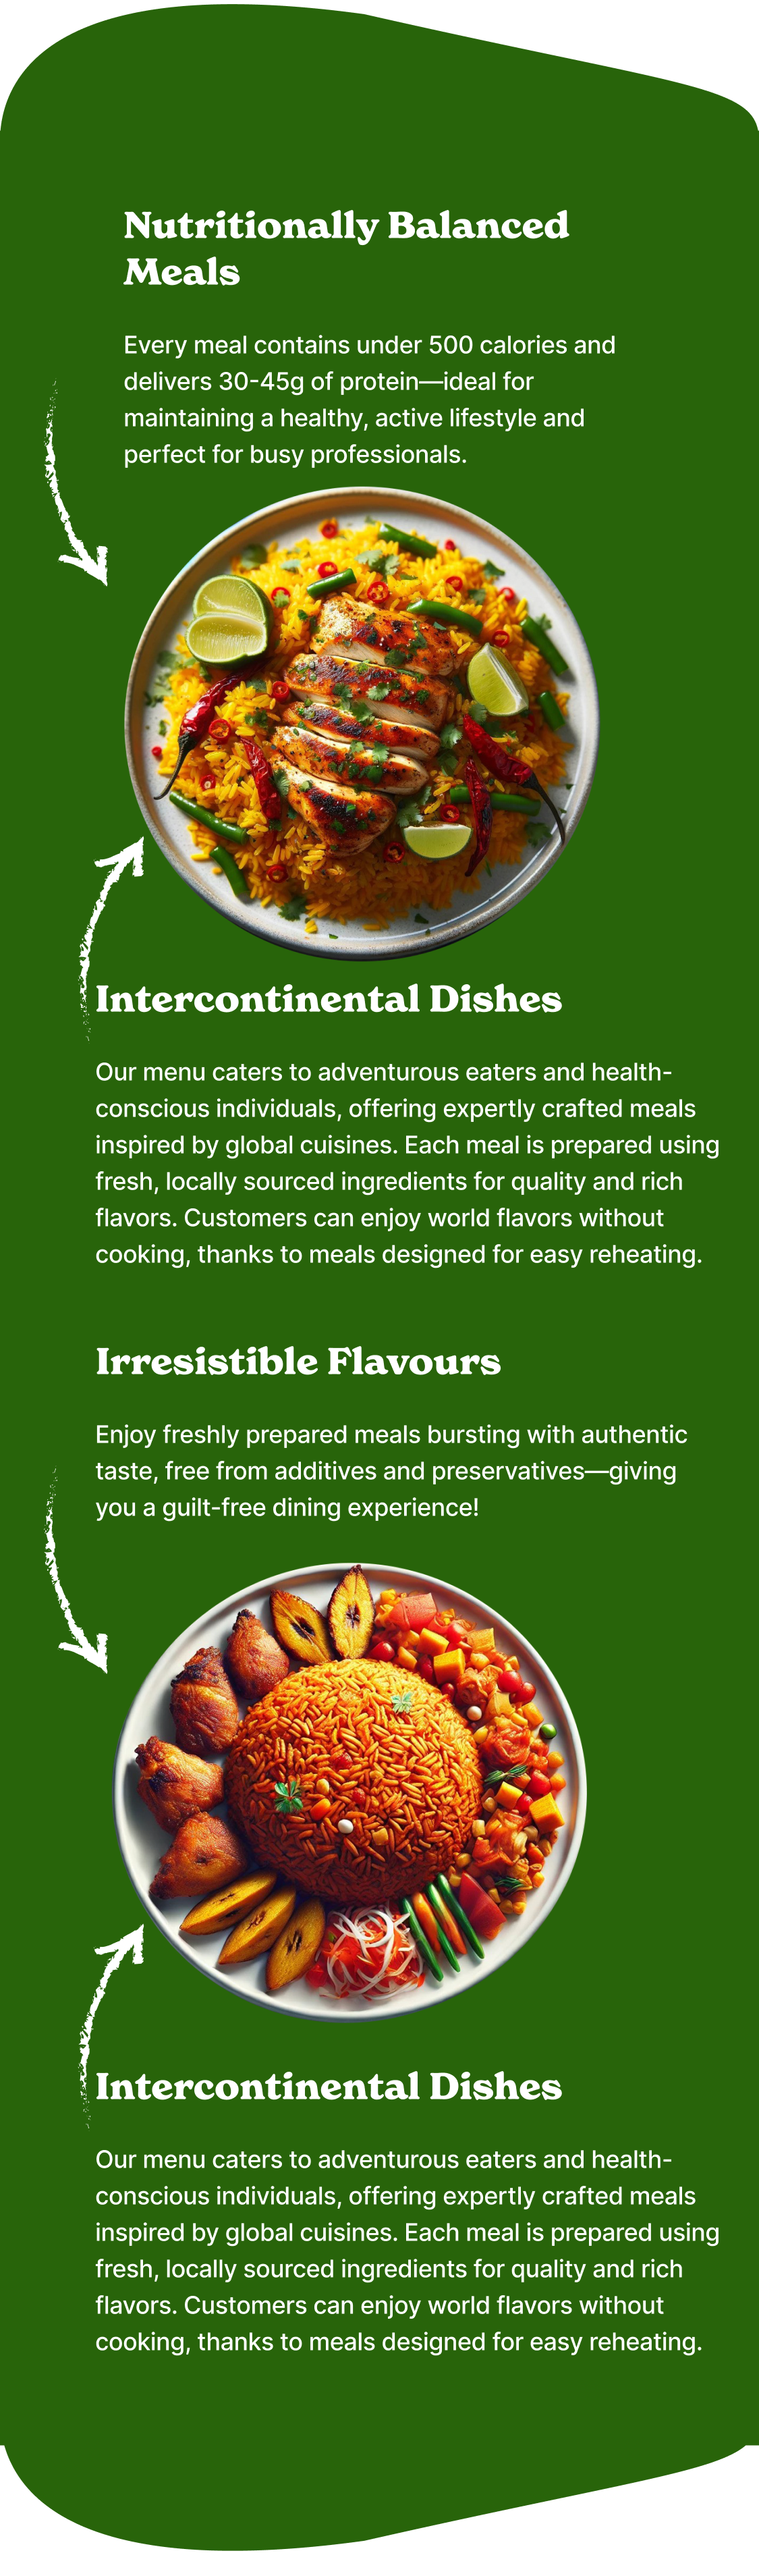 Nutritionally Balanced
Meals
Every meal contains under 500 calories and
delivers 30-45g of protein—ideal for
maintaining a healthy, active lifestyle and
perfect for busy professionals.
Intercontinental Dishes
Our menu caters to adventurous eaters and health-
conscious individuals, offering expertly crafted meals
inspired by global cuisines. Each meal is prepared using
fresh, locally sourced ingredients for quality and rich
flavors. Customers can enjoy world flavors without
cooking, thanks to meals designed for easy reheating.
Irresistible Flavours
Enjoy freshly prepared meals bursting with authentic
taste, free from additives and preservatives—giving
you a guilt-free dining experience!
Intercontinental Dishes
Our menu caters to adventurous eaters and health-
conscious individuals, offering expertly crafted meals
inspired by global cuisines. Each meal is prepared using
fresh, locally sourced ingredients for quality and rich
flavors. Customers can enjoy world flavors without
cooking, thanks to meals designed for easy reheating.